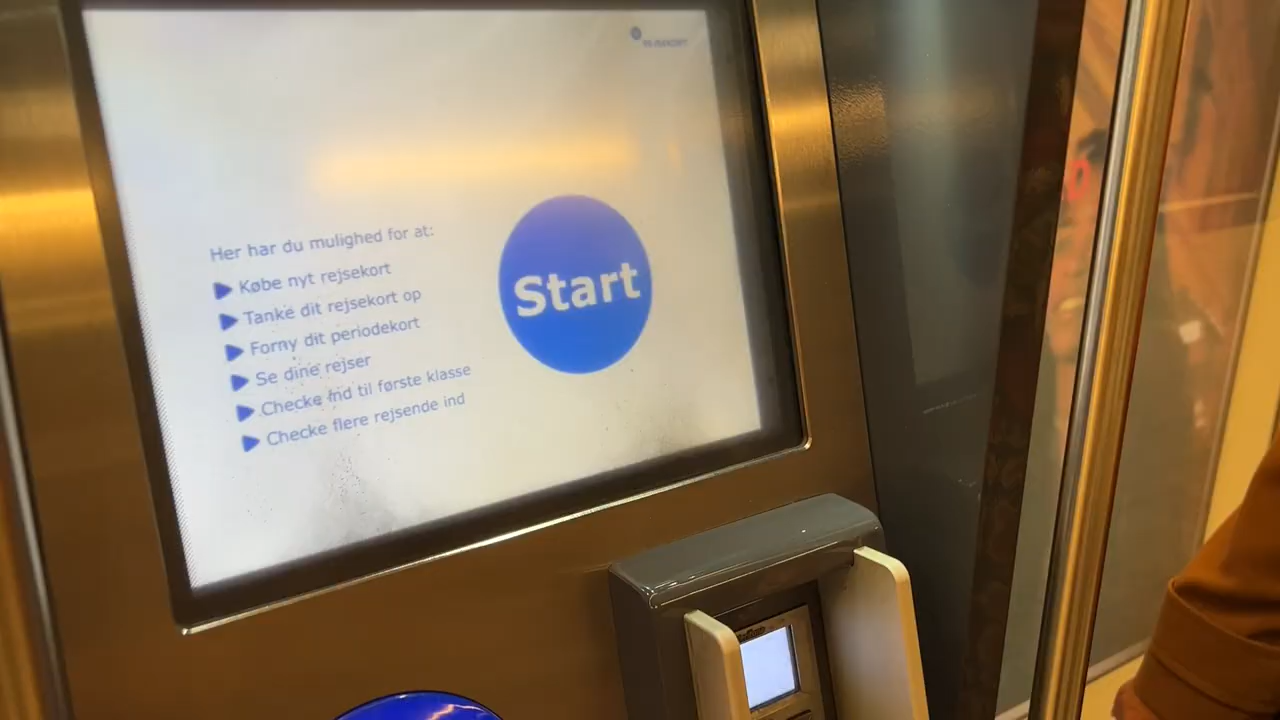 Her har du mulighed for at:
Købe nyt rejsekort
Tanke dit rejsekort op
Forny dit periodekort
Se dine rejser
Checke ind til første klasse
Checke flere rejsende ind
Start